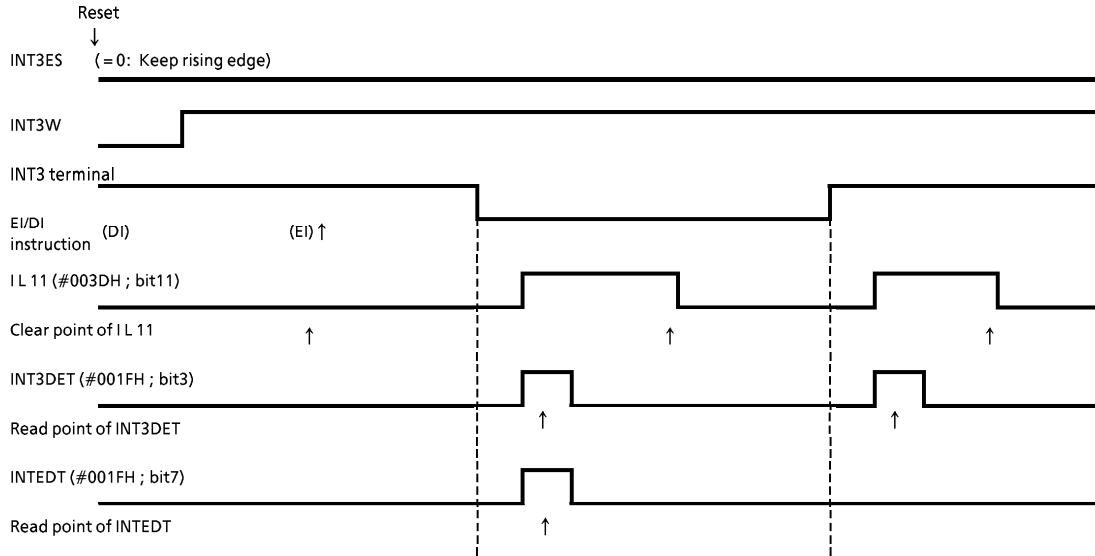 Reset
↓
INT3ES (=0: Keep rising edge)
INT3W
INT3 terminal
EI/DI
instruction (DI) (EI)↑
I L 11 (#003DH ; bit11)
Clear point of I L 11 ↑ ↑ ↑
INT3DET (#001FH ; bit3)
Read point of INT3DET ↑ ↑
INTEDT (#001FH ; bit7)
Read point of INTEDT ↑